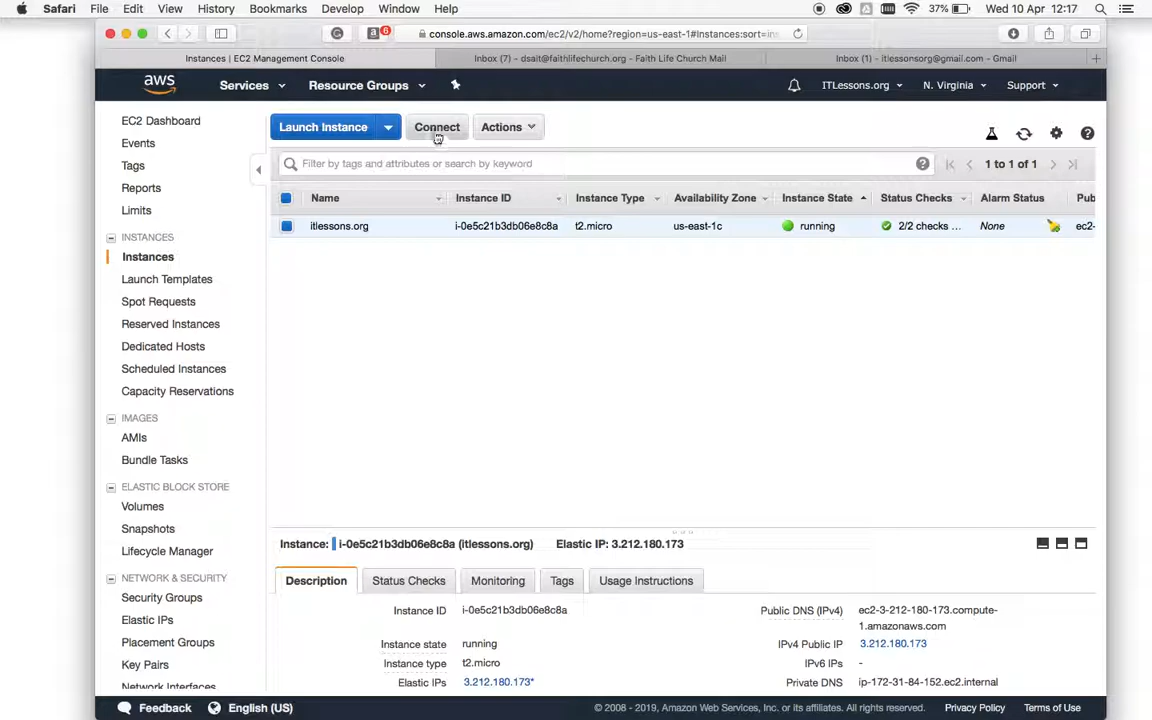 Safari File Edit View History Bookmarks Develop Window Help 37% Wed 10 Apr 12:17
6 console.aws.amazon.com/ec2/v2/home?region=us-east-1#Instances:sort=in
Instances | EC2 Management Console Inbox (7) - dsait@faithlifechurch.org - Faith Life Church Mail Inbox (1) - itlessonsorg@gmail.com - Gmail
aws Services Resource Groups ITLessons.org N. Virginia Support
EC2 Dashboard
Events
Tags
Reports
Limits
INSTANCES
Instances
Launch Templates
Spot Requests
Reserved Instances
Dedicated Hosts
Scheduled Instances
Capacity Reservations
IMAGES
AMIs
Bundle Tasks
ELASTIC BLOCK STORE
Volumes
Snapshots
Lifecycle Manager
NETWORK & SECURITY
Security Groups
Elastic IPs
Placement Groups
Key Pairs
Network Interfaces
Launch Instance Connect Actions
Filter by tags and attributes or search by keyword 1 to 1 of 1
Name Instance ID Instance Type Availability Zone Instance State Status Checks Alarm Status Pub
itlessons.org i-0e5c21b3db06e8c8a t2.micro us-east-1c running 2/2 checks ... None ec2-
Instance: i-0e5c21b3db06e8c8a (itlessons.org) Elastic IP: 3.212.180.173
Description Status Checks Monitoring Tags Usage Instructions
Instance ID i-0e5c21b3db06e8c8a Public DNS (IPv4) ec2-3-212-180-173.compute-
1.amazonaws.com
Instance state running IPv4 Public IP 3.212.180.173
Instance type t2.micro IPv6 IPs -
Elastic IPs 3.212.180.173* Private DNS ip-172-31-84-152.ec2.internal
Feedback English (US) © 2008 - 2019, Amazon Web Services, Inc. or its affiliates. All rights reserved. Privacy Policy Terms of Use